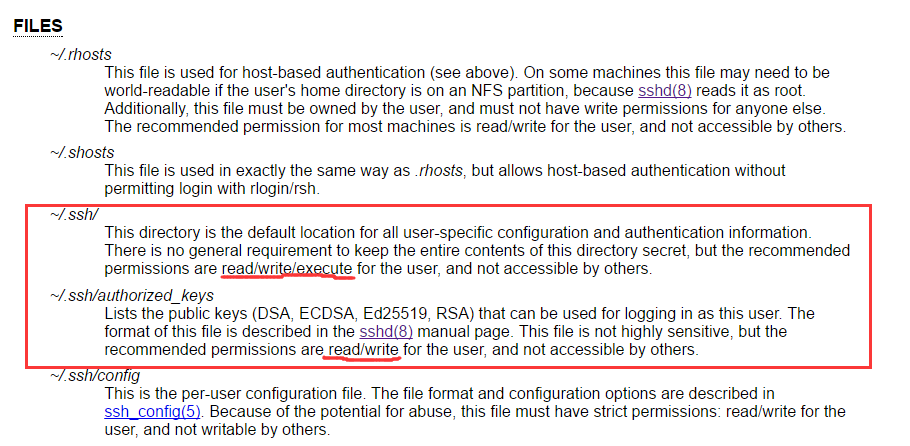 FILES
~/.rhosts
This file is used for host-based authentication (see above). On some machines this file may need to be
world-readable if the user's home directory is on an NFS partition, because sshd(8) reads it as root.
Additionally, this file must be owned by the user, and must not have write permissions for anyone else.
The recommended permission for most machines is read/write for the user, and not accessible by others.
~/.shosts
This file is used in exactly the same way as .rhosts, but allows host-based authentication without
permitting login with rlogin/rsh.
~/.ssh/
This directory is the default location for all user-specific configuration and authentication information.
There is no general requirement to keep the entire contents of this directory secret, but the recommended
permissions are read/write/execute for the user, and not accessible by others.
~/.ssh/authorized_keys
Lists the public keys (DSA, ECDSA, Ed25519, RSA) that can be used for logging in as this user. The
format of this file is described in the sshd(8) manual page. This file is not highly sensitive, but the
recommended permissions are read/write for the user, and not accessible by others.
~/.ssh/config
This is the per-user configuration file. The file format and configuration options are described in
ssh_config(5). Because of the potential for abuse, this file must have strict permissions: read/write for the
user, and not writable by others.